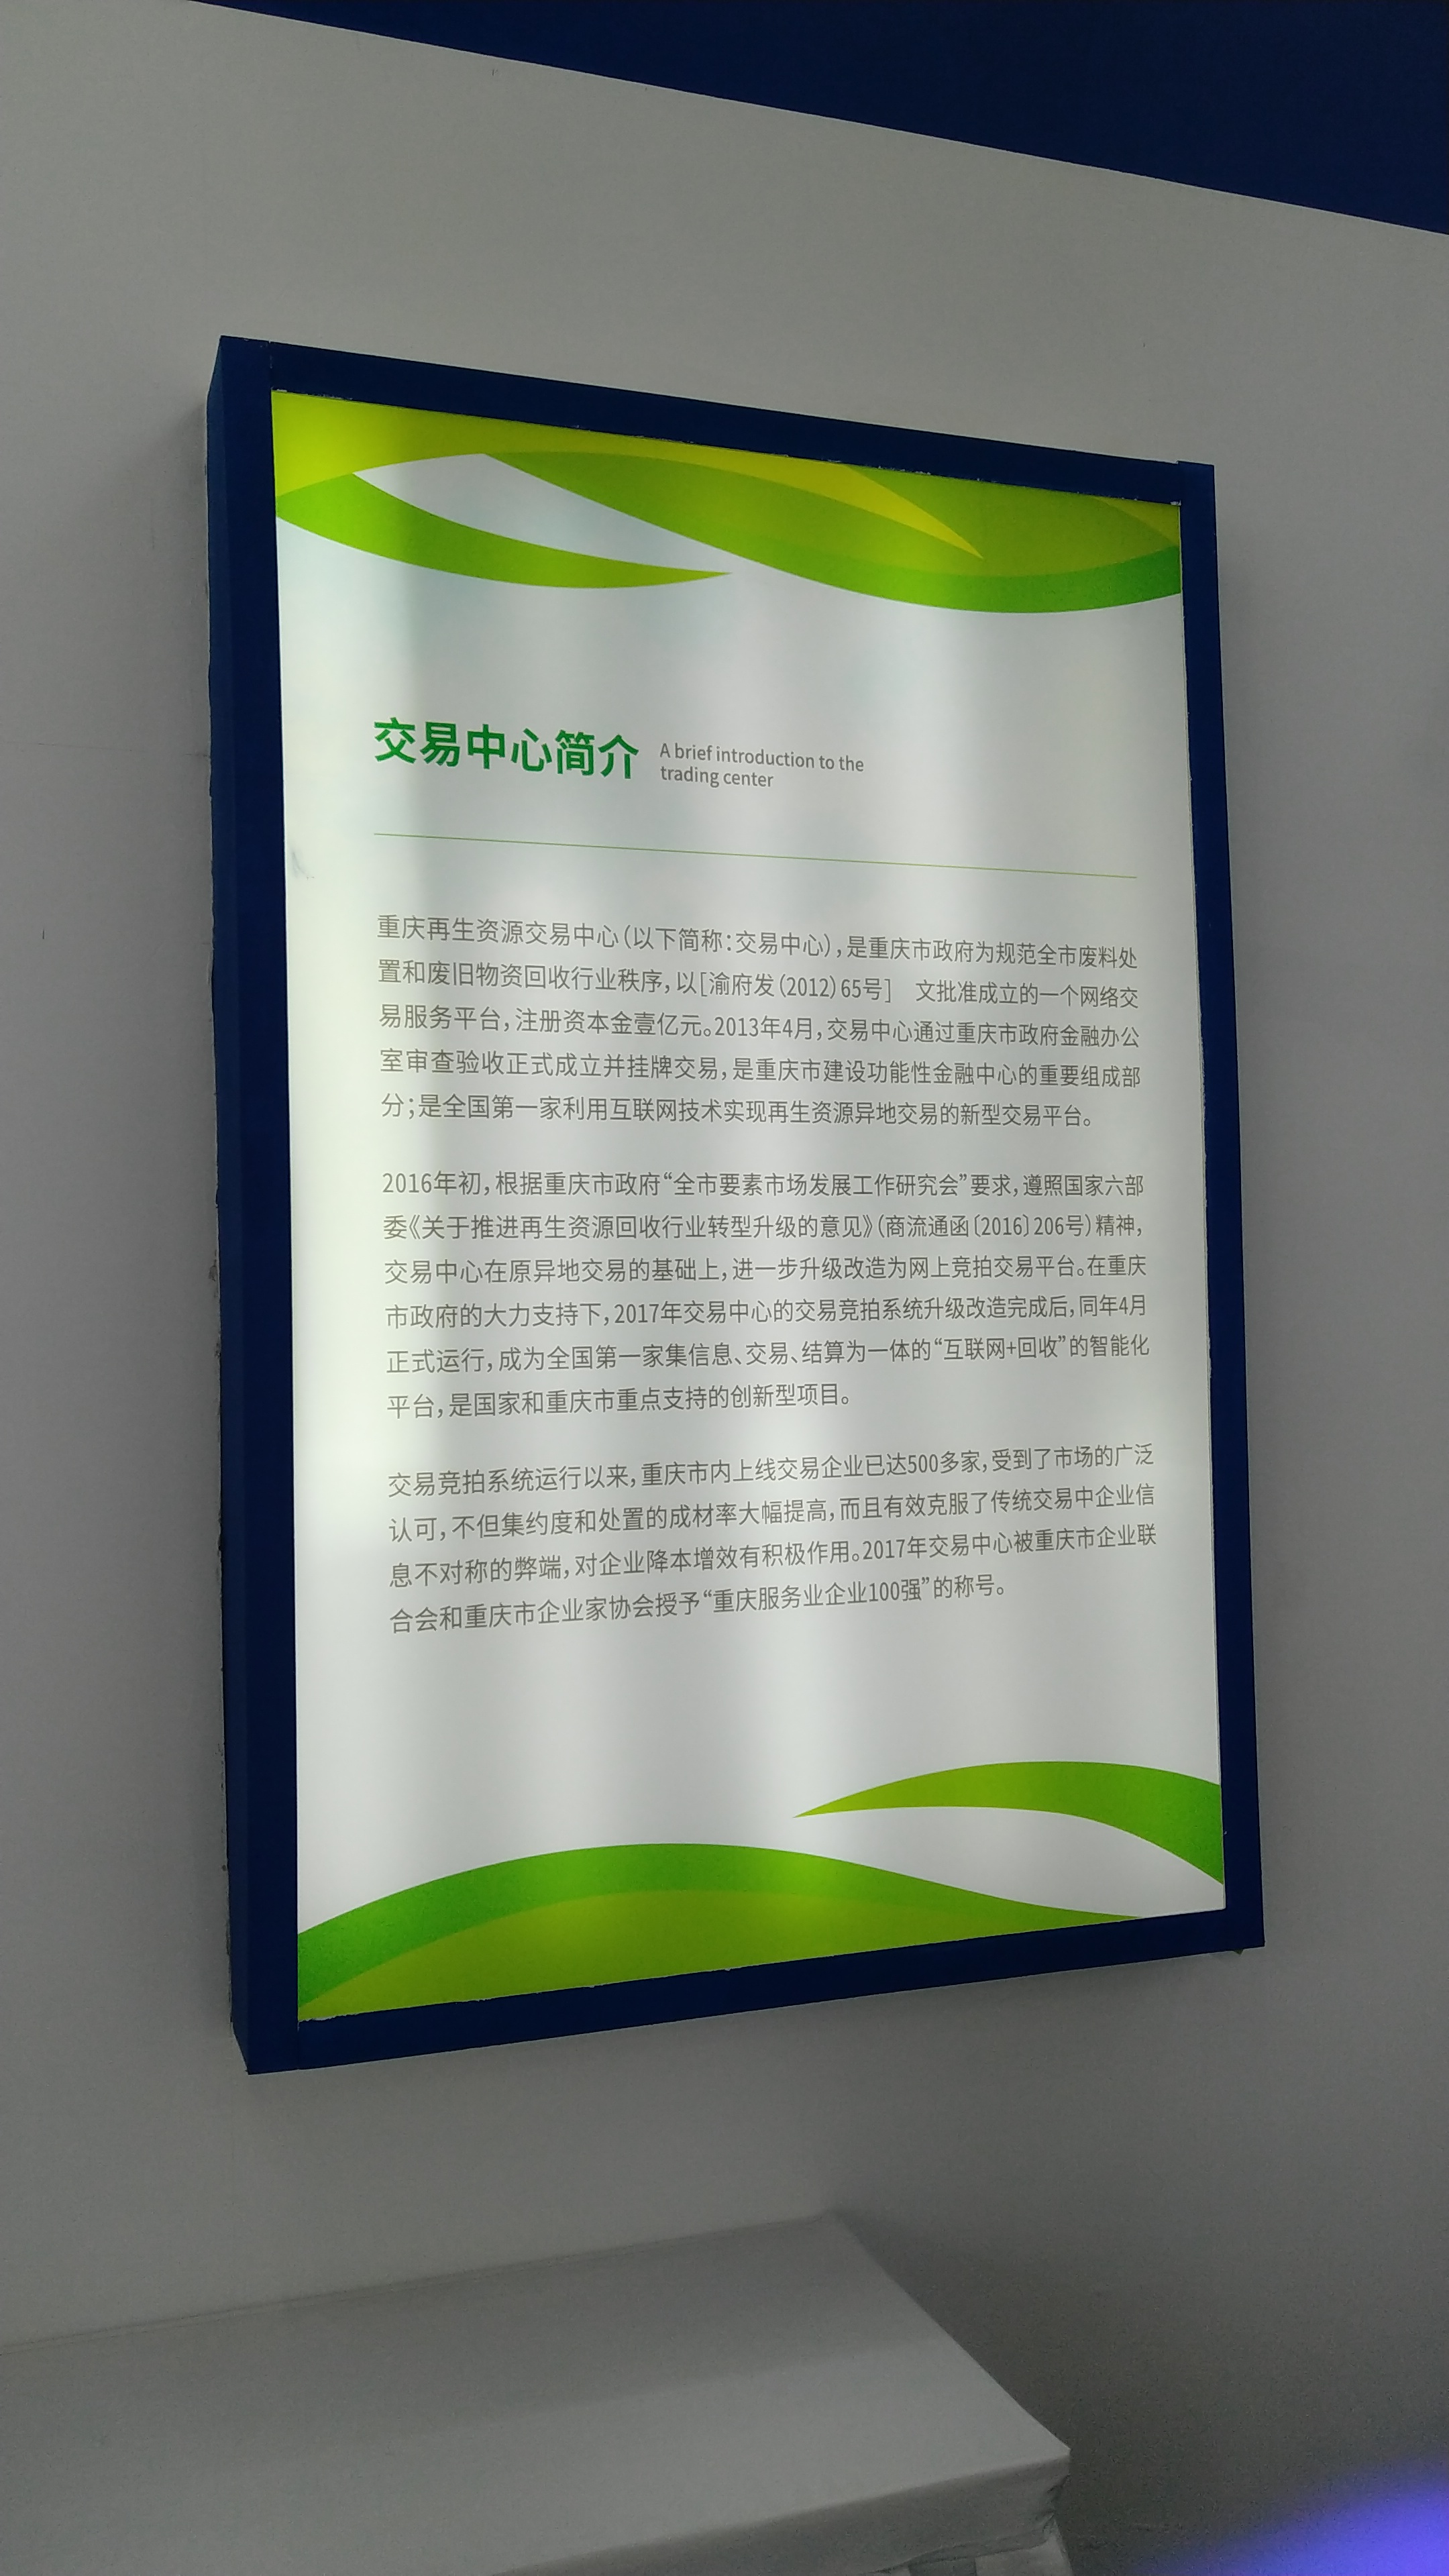 交易中心简介
A brief introduction to the
trading center
重庆再生资源交易中心（以下简称：交易中心），是重庆市政府为规范全市废料处
置和废旧物资回收行业秩序，以［渝府发（2012）65号］　文批准成立的一个网络交
易服务平台，注册资本金壹亿元。2013年4月，交易中心通过重庆市政府金融办公
室审查验收正式成立并挂牌交易，是重庆市建设功能性金融中心的重要组成部
分；是全国第一家利用互联网技术实现再生资源异地交易的新型交易平台。
2016年初，根据重庆市政府“全市要素市场发展工作研究会”要求，遵照国家六部
委《关于推进再生资源回收行业转型升级的意见》（商流通函〔2016〕206号）精神，
交易中心在原异地交易的基础上，进一步升级改造为网上竞拍交易平台。在重庆
市政府的大力支持下，2017年交易中心的交易竞拍系统升级改造完成后，同年4月
正式运行，成为全国第一家集信息、交易、结算为一体的“互联网+回收”的智能化
平台，是国家和重庆市重点支持的创新型项目。
交易竞拍系统运行以来，重庆市内上线交易企业已达500多家，受到了市场的广泛
认可，不但集约度和处置的成材率大幅提高，而且有效克服了传统交易中企业信
息不对称的弊端，对企业降本增效有积极作用。2017年交易中心被重庆市企业联
合会和重庆市企业家协会授予“重庆服务业企业100强”的称号。